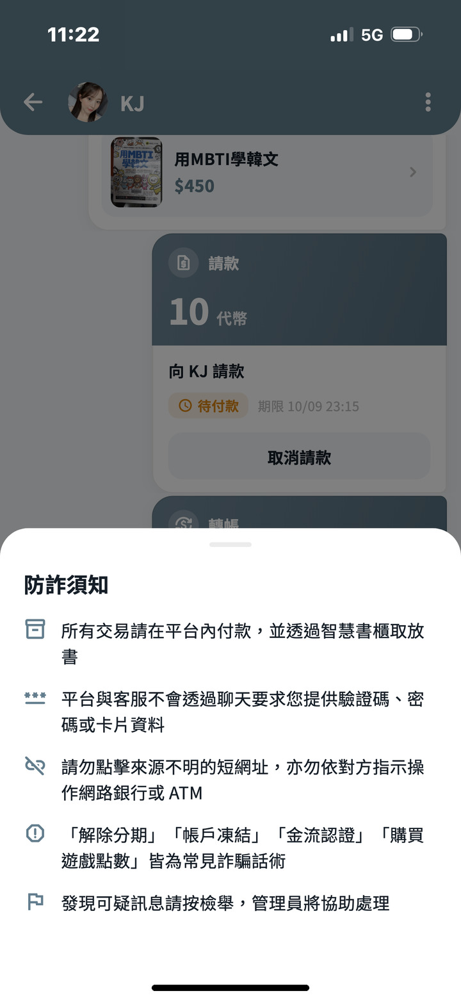 11:22
5G
KJ
用MBTI
學韓文
用MBTI學韓文
$450
請款
10 代幣
向 KJ 請款
待付款 期限 10/09 23:15
取消請款
轉帳
防詐須知
所有交易請在平台內付款，並透過智慧書櫃取放
書
平台與客服不會透過聊天要求您提供驗證碼、密
碼或卡片資料
請勿點擊來源不明的短網址，亦勿依對方指示操
作網路銀行或 ATM
「解除分期」「帳戶凍結」「金流認證」「購買
遊戲點數」皆為常見詐騙話術
發現可疑訊息請按檢舉，管理員將協助處理